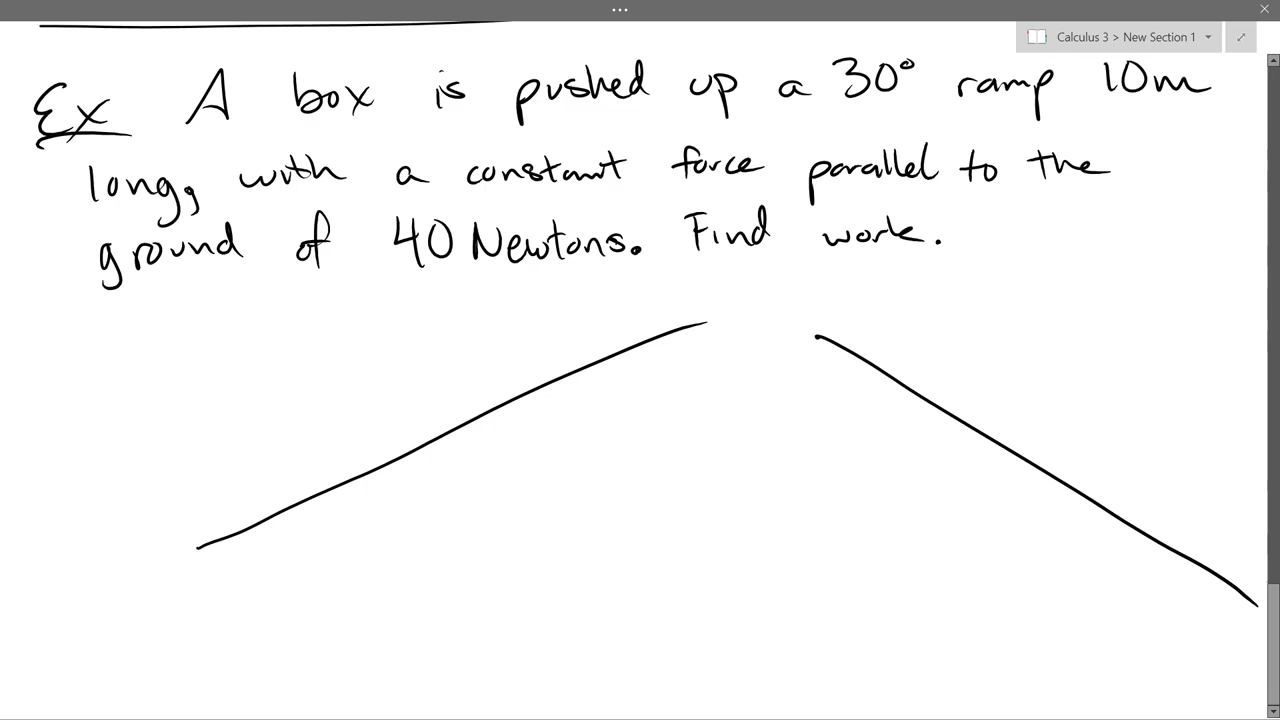 Calculus 3 > New Section 1
Ex A box is pushed up a 30° ramp 10m
long, with a constant force parallel to the
ground of 40 Newtons. Find work.